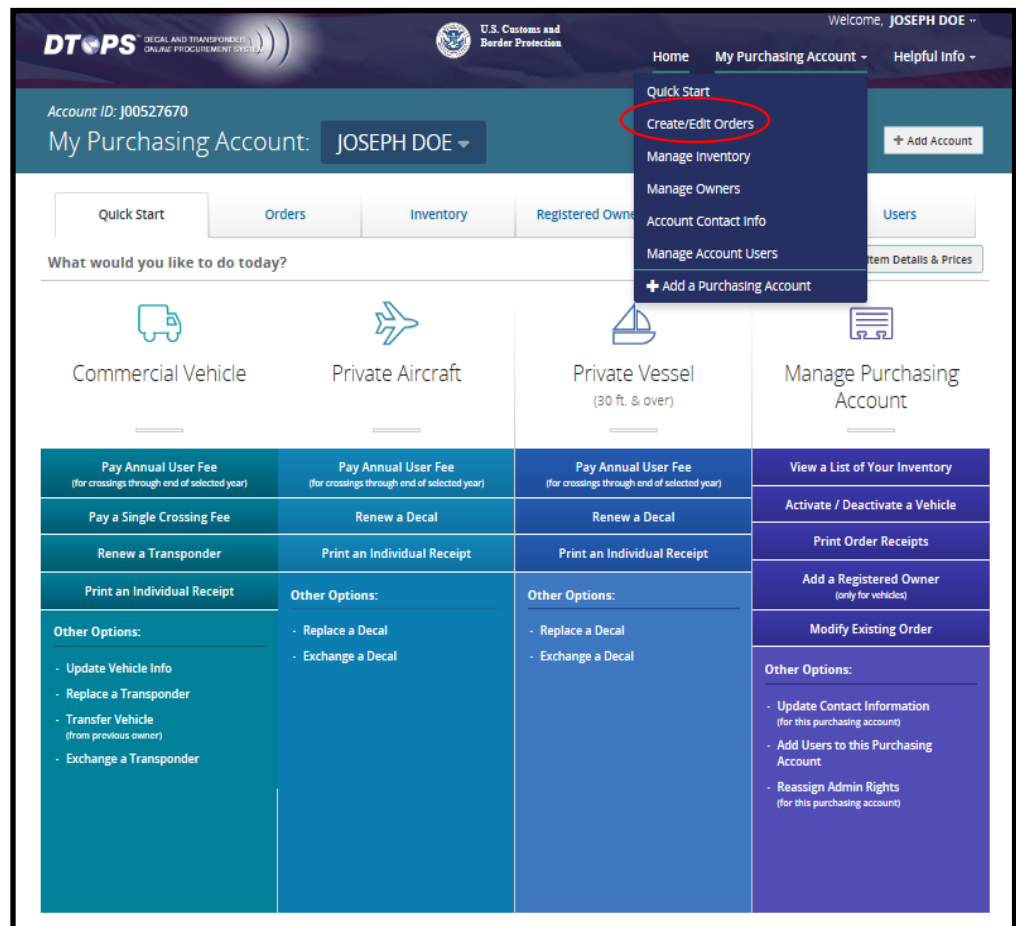 Welcome, JOSEPH DOE
DTOPS™ DECAL AND TRANSPONDER
ONLINE PROCUREMENT SYSTEM
U.S. Customs and
Border Protection
Home My Purchasing Account Helpful Info
Quick Start
Create/Edit Orders
Manage Inventory
Manage Owners
Account Contact Info
Manage Account Users
+ Add a Purchasing Account
Account ID: J00527670
My Purchasing Account: JOSEPH DOE
+ Add Account
Quick Start Orders Inventory Registered Owne Users
What would you like to do today?
Item Details & Prices
Commercial Vehicle
Pay Annual User Fee
(for crossings through end of selected year)
Pay a Single Crossing Fee
Renew a Transponder
Print an Individual Receipt
Other Options:
- Update Vehicle Info
- Replace a Transponder
- Transfer Vehicle
(from previous owner)
- Exchange a Transponder
Private Aircraft
Pay Annual User Fee
(for crossings through end of selected year)
Renew a Decal
Print an Individual Receipt
Other Options:
- Replace a Decal
- Exchange a Decal
Private Vessel
(30 ft. & over)
Pay Annual User Fee
(for crossings through end of selected year)
Renew a Decal
Print an Individual Receipt
Other Options:
- Replace a Decal
- Exchange a Decal
Manage Purchasing
Account
View a List of Your Inventory
Activate / Deactivate a Vehicle
Print Order Receipts
Add a Registered Owner
(only for vehicles)
Modify Existing Order
Other Options:
- Update Contact Information
(for this purchasing account)
- Add Users to this Purchasing
Account
- Reassign Admin Rights
(for this purchasing account)